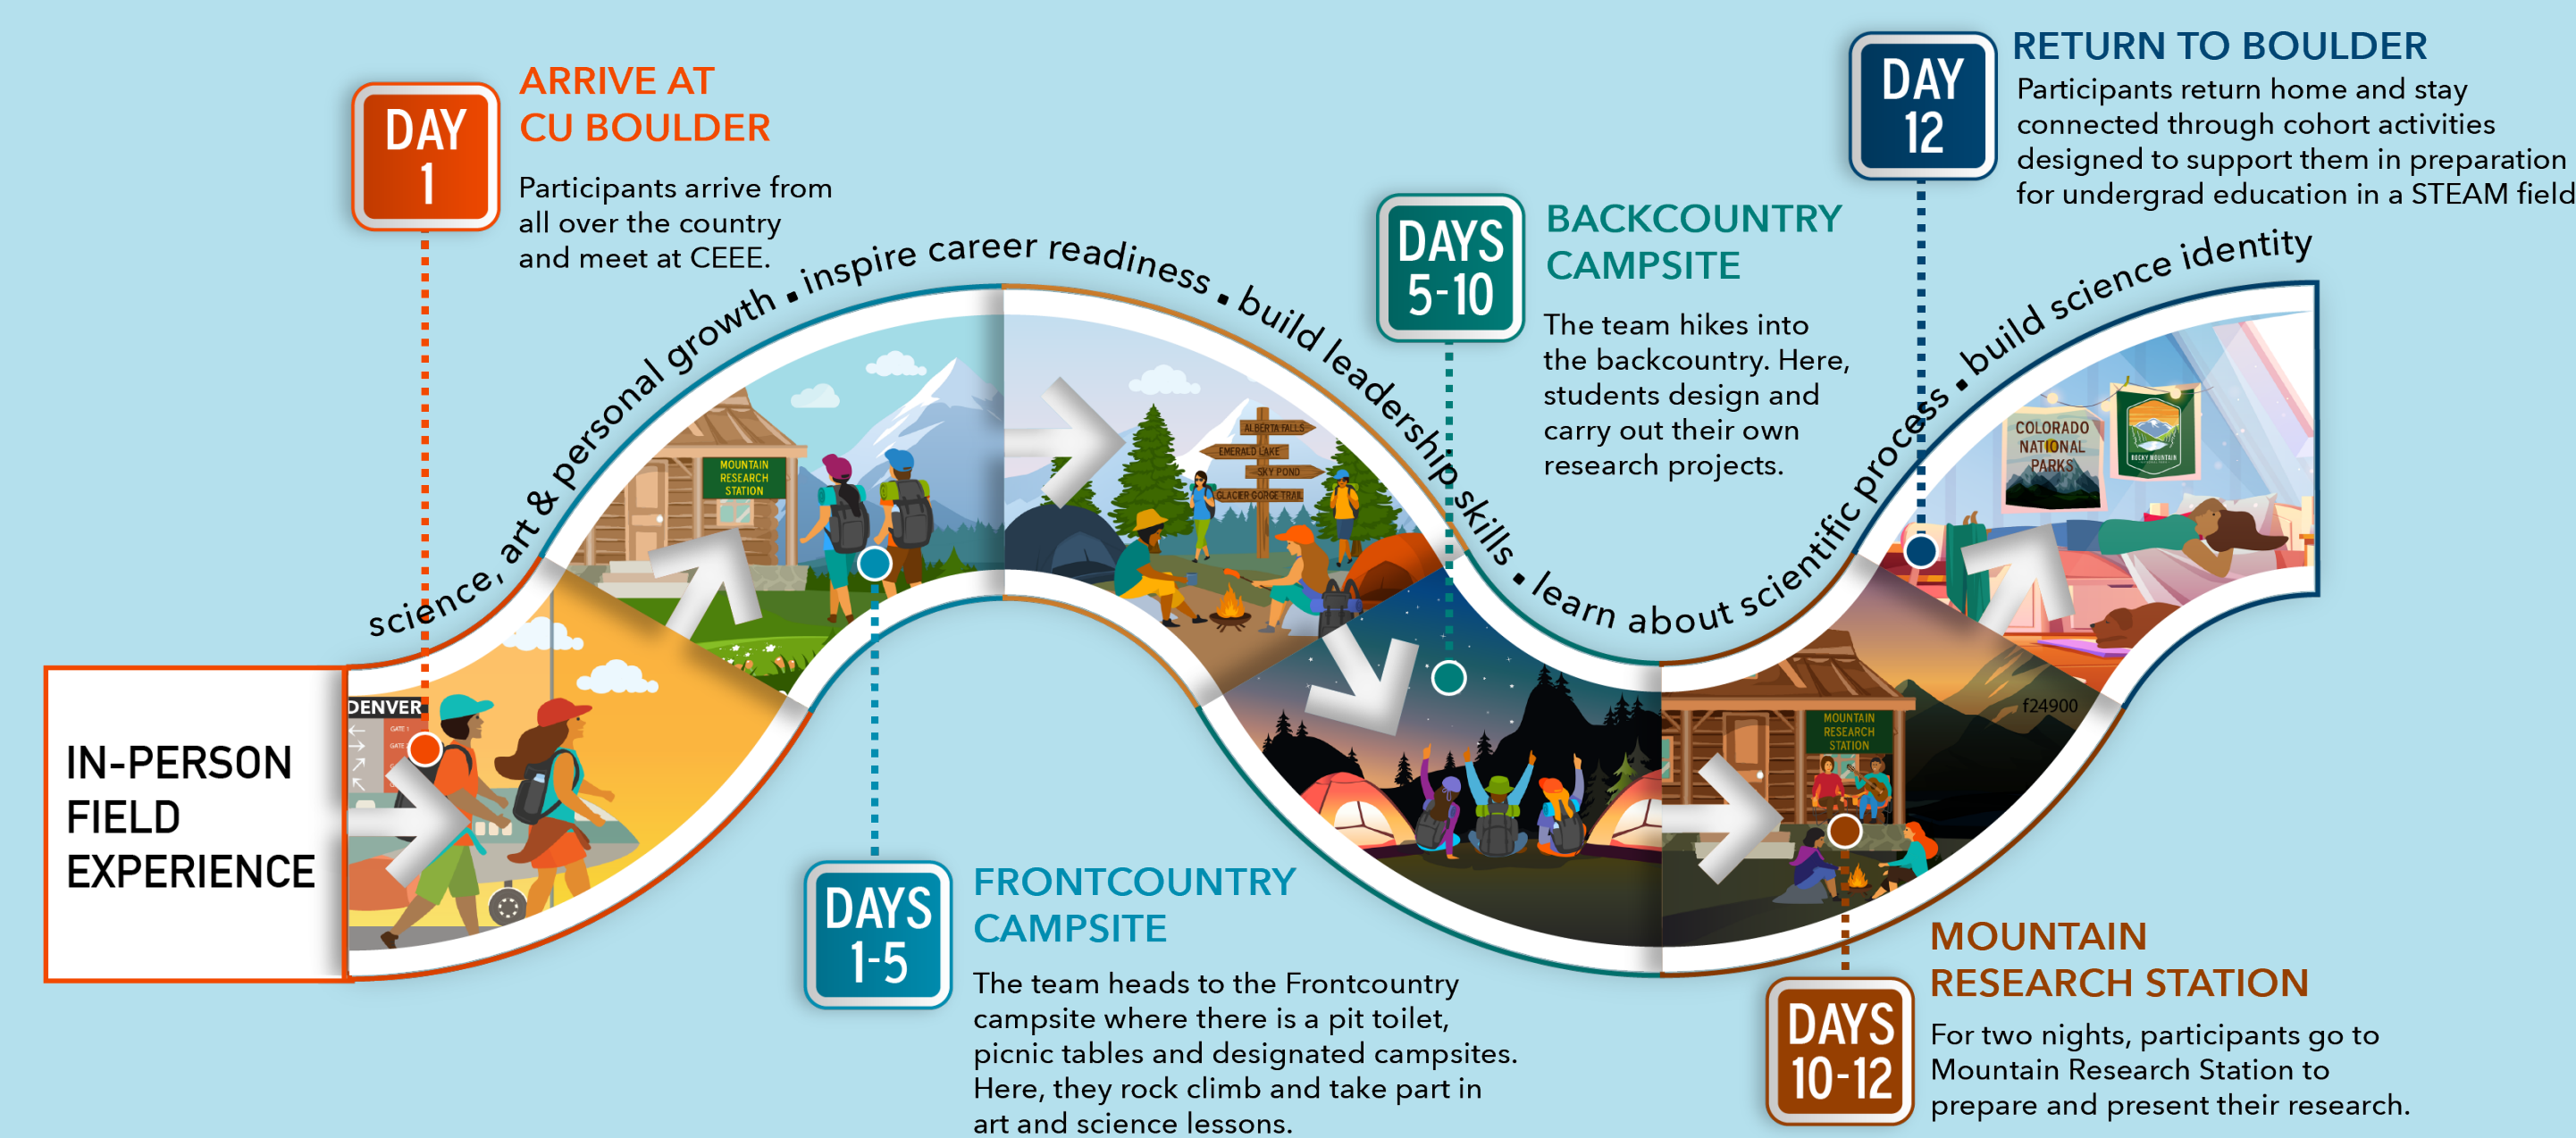 DAY
1
ARRIVE AT
CU BOULDER
Participants arrive from
all over the country
and meet at CEEE.
DAYS
5-10
BACKCOUNTRY
CAMPSITE
The team hikes into
the backcountry. Here,
students design and
carry out their own
research projects.
DAY
12
RETURN TO BOULDER
Participants return home and stay
connected through cohort activities
designed to support them in preparation
for undergrad education in a STEAM field
science, art & personal growth ▪ inspire career readiness ▪ build leadership skills ▪ learn about scientific process ▪ build science identity
IN-PERSON
FIELD
EXPERIENCE
DENVER
GATE 1
GATE
MOUNTAIN
RESEARCH
STATION
ALBERTA FALLS
EMERALD LAKE
SKY POND
GLACIER GORGE TRAIL
MOUNTAIN
RESEARCH
STATION
f24900
COLORADO
NATIONAL
PARKS
ROCKY MOUNTAIN
DAYS
1-5
FRONTCOUNTRY
CAMPSITE
The team heads to the Frontcountry
campsite where there is a pit toilet,
picnic tables and designated campsites.
Here, they rock climb and take part in
art and science lessons.
DAYS
10-12
MOUNTAIN
RESEARCH STATION
For two nights, participants go to
Mountain Research Station to
prepare and present their research.